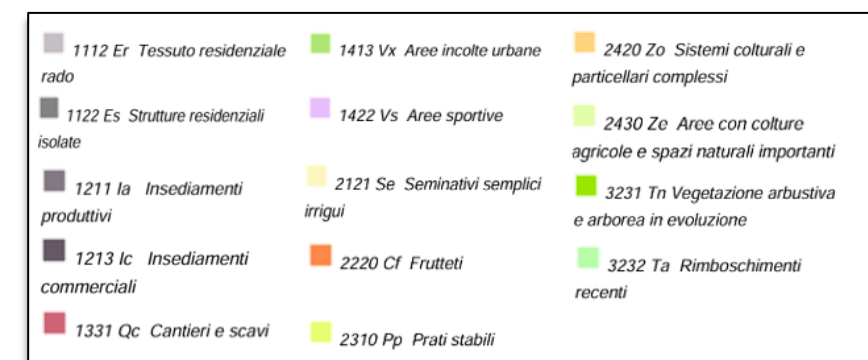 1112 Er Tessuto residenziale
rado
1122 Es Strutture residenziali
isolate
1211 Ia Insediamenti
produttivi
1213 Ic Insediamenti
commerciali
1331 Qc Cantieri e scavi
1413 Vx Aree incolte urbane
1422 Vs Aree sportive
2121 Se Seminativi semplici
irrigui
2220 Cf Frutteti
2310 Pp Prati stabili
2420 Zo Sistemi colturali e
particellari complessi
2430 Ze Aree con colture
agricole e spazi naturali importanti
3231 Tn Vegetazione arbustiva
e arborea in evoluzione
3232 Ta Rimboschimenti
recenti